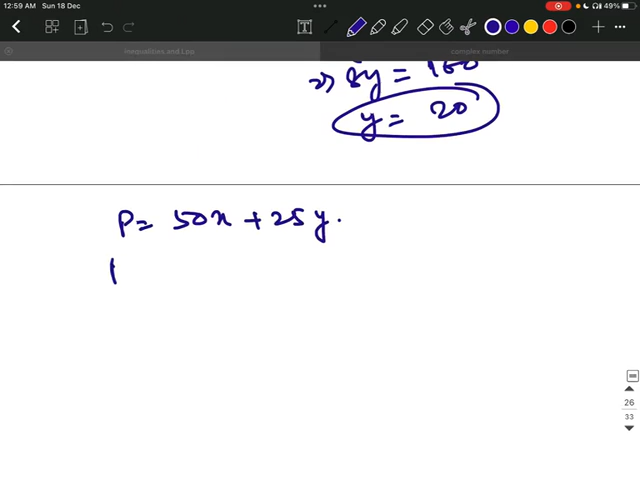 12:59 AM Sun 18 Dec
49%
Inequalities and Lpp
complex number
⇒ 8y = 160
y = 20
P = 50x + 25y.
26
33